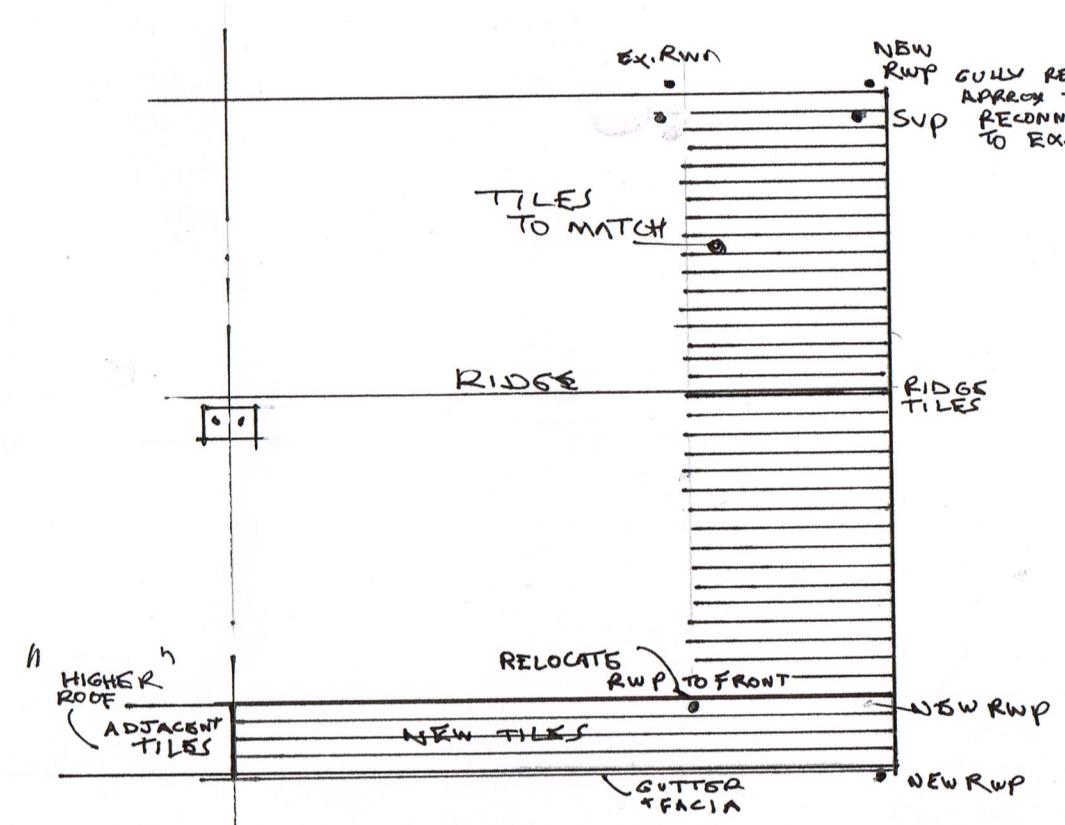 EX. RWP
NEW
RWP
GULLY RE
APPROX
SVP
RECONN
TO EX
TILES
TO MATCH
RIDGE
RIDGE
TILES
"HIGHER"
ROOF
ADJACENT
TILES
RELOCATE
RWP TO FRONT
NEW TILES
NEW RWP
NEW RWP
GUTTER
& FACIA